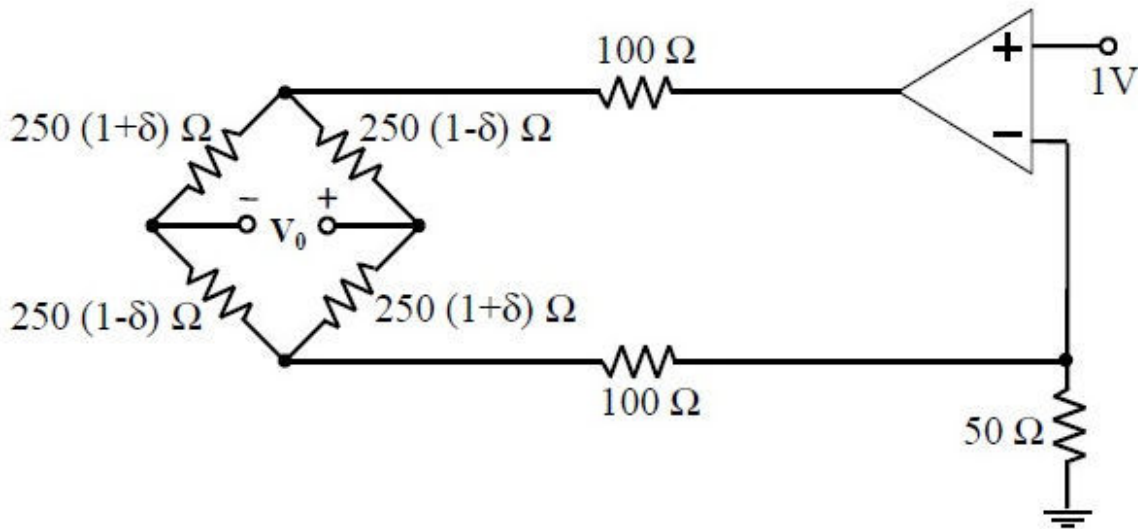 100 Ω
+
1V
250 (1+δ) Ω
250 (1-δ) Ω
−
− +
V₀
250 (1-δ) Ω
250 (1+δ) Ω
100 Ω
50 Ω